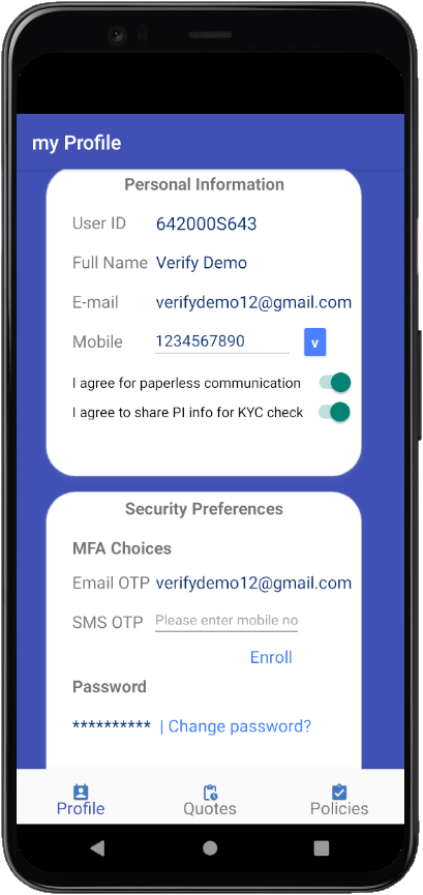 my Profile
Personal Information
User ID 642000S643
Full Name Verify Demo
E-mail verifydemo12@gmail.com
Mobile 1234567890 v
I agree for paperless communication
I agree to share PI info for KYC check
Security Preferences
MFA Choices
Email OTP verifydemo12@gmail.com
SMS OTP Please enter mobile no
Enroll
Password
********** | Change password?
Profile Quotes Policies